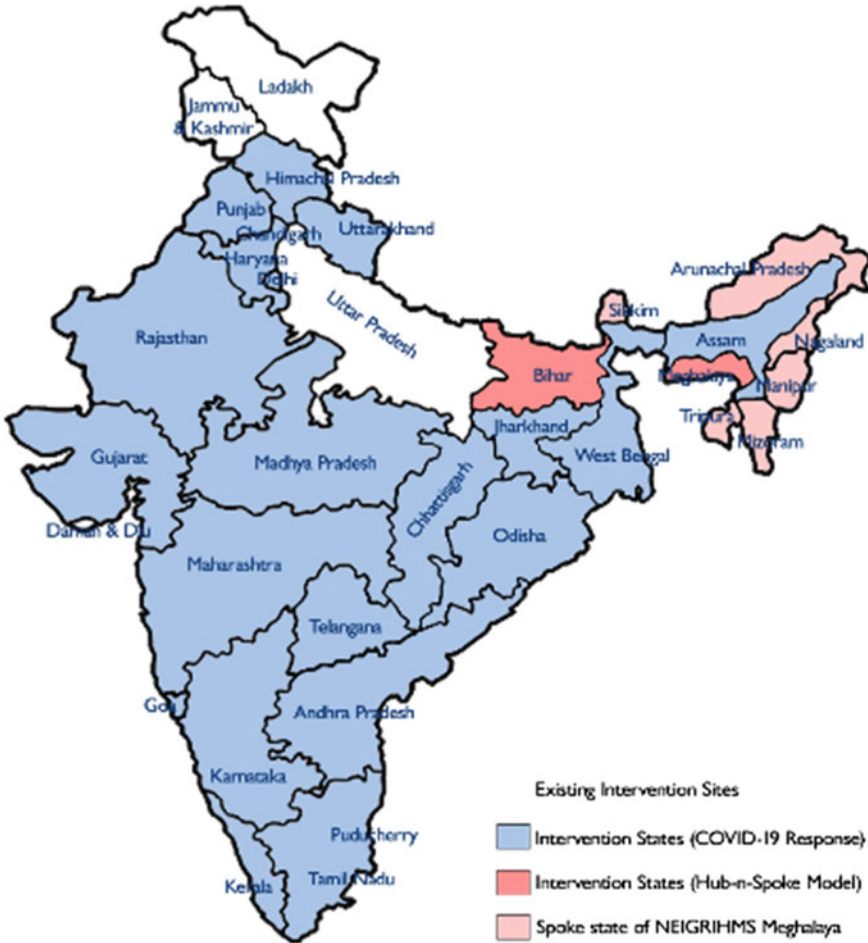 Ladakh
Jammu
& Kashmir
Himachal Pradesh
Punjab
Chandigarh
Uttarakhand
Haryana
Delhi
Uttar Pradesh
Rajasthan
Arunachal Pradesh
Sikkim
Assam
Nagaland
Bihar
Meghalaya
Manipur
Tripura
Mizoram
Jharkhand
West Bengal
Gujarat
Madhya Pradesh
Chhattisgarh
Daman & Diu
Odisha
Maharashtra
Telangana
Goa
Andhra Pradesh
Karnataka
Puducherry
Kerala
Tamil Nadu
Existing Intervention Sites
Intervention States (COVID-19 Response)
Intervention States (Hub-n-Spoke Model)
Spoke state of NEIGRIHMS Meghalaya